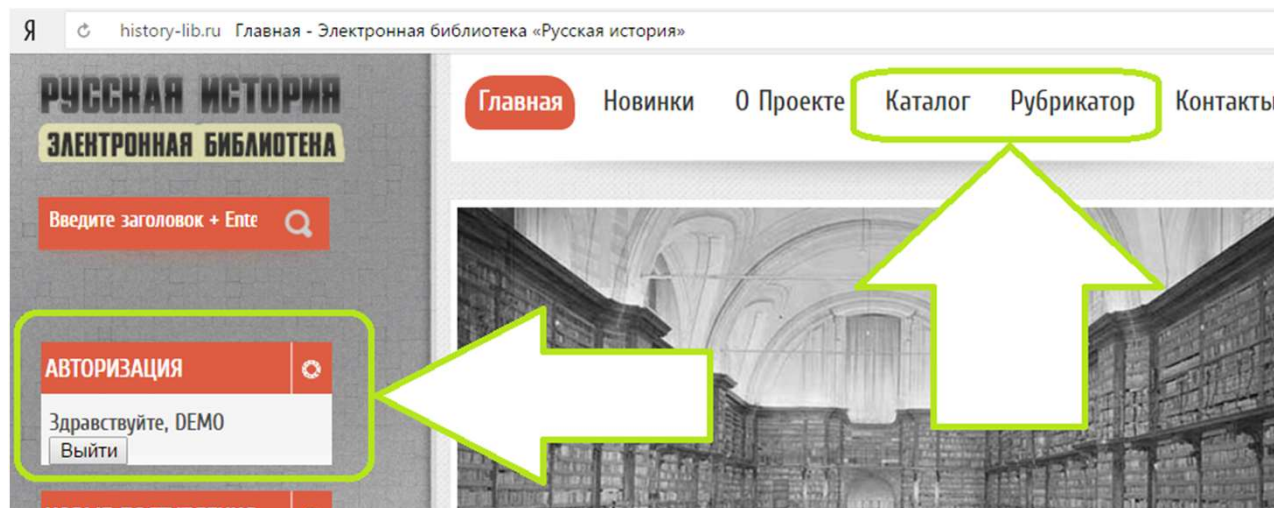 Я history-lib.ru Главная - Электронная библиотека «Русская история»
РУССКАЯ ИСТОРИЯ
ЭЛЕКТРОННАЯ БИБЛИОТЕКА
Главная Новинки О Проекте Каталог Рубрикатор Контакты
Введите заголовок + Ente
АВТОРИЗАЦИЯ
Здравствуйте, DEMO
Выйти